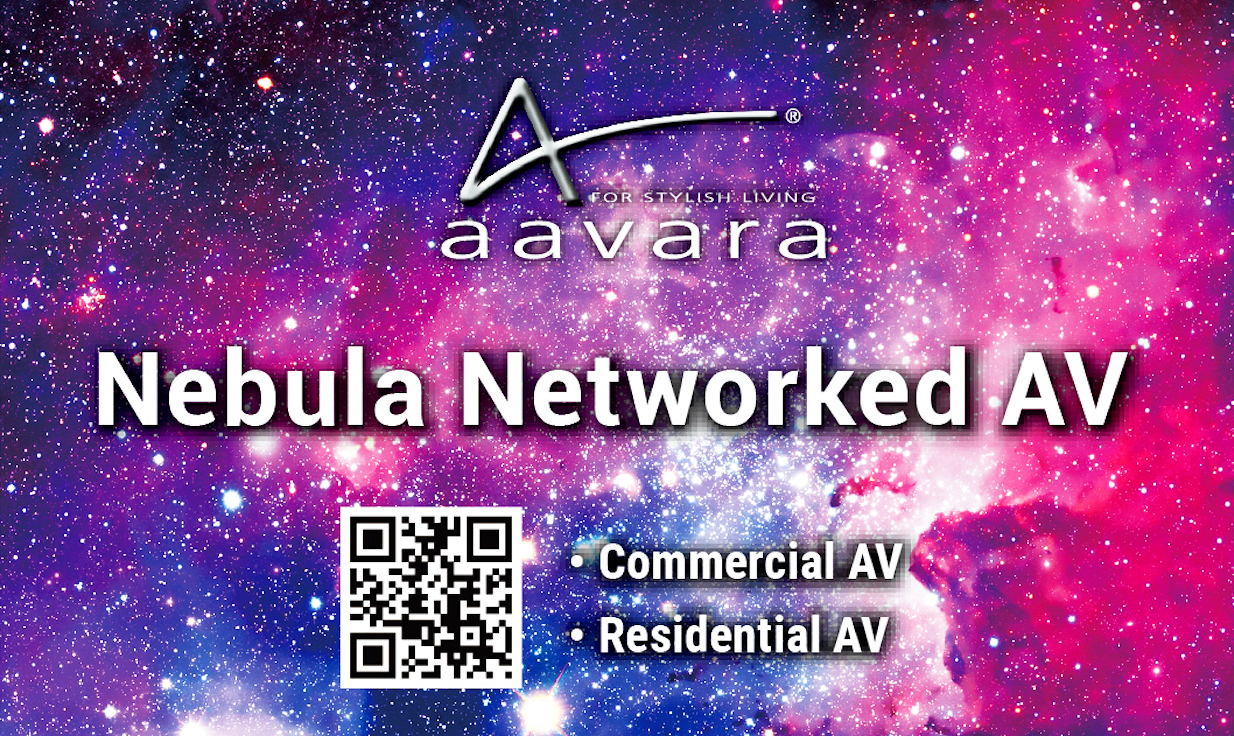 ®
FOR STYLISH LIVING
aavara
Nebula Networked AV
• Commercial AV
• Residential AV